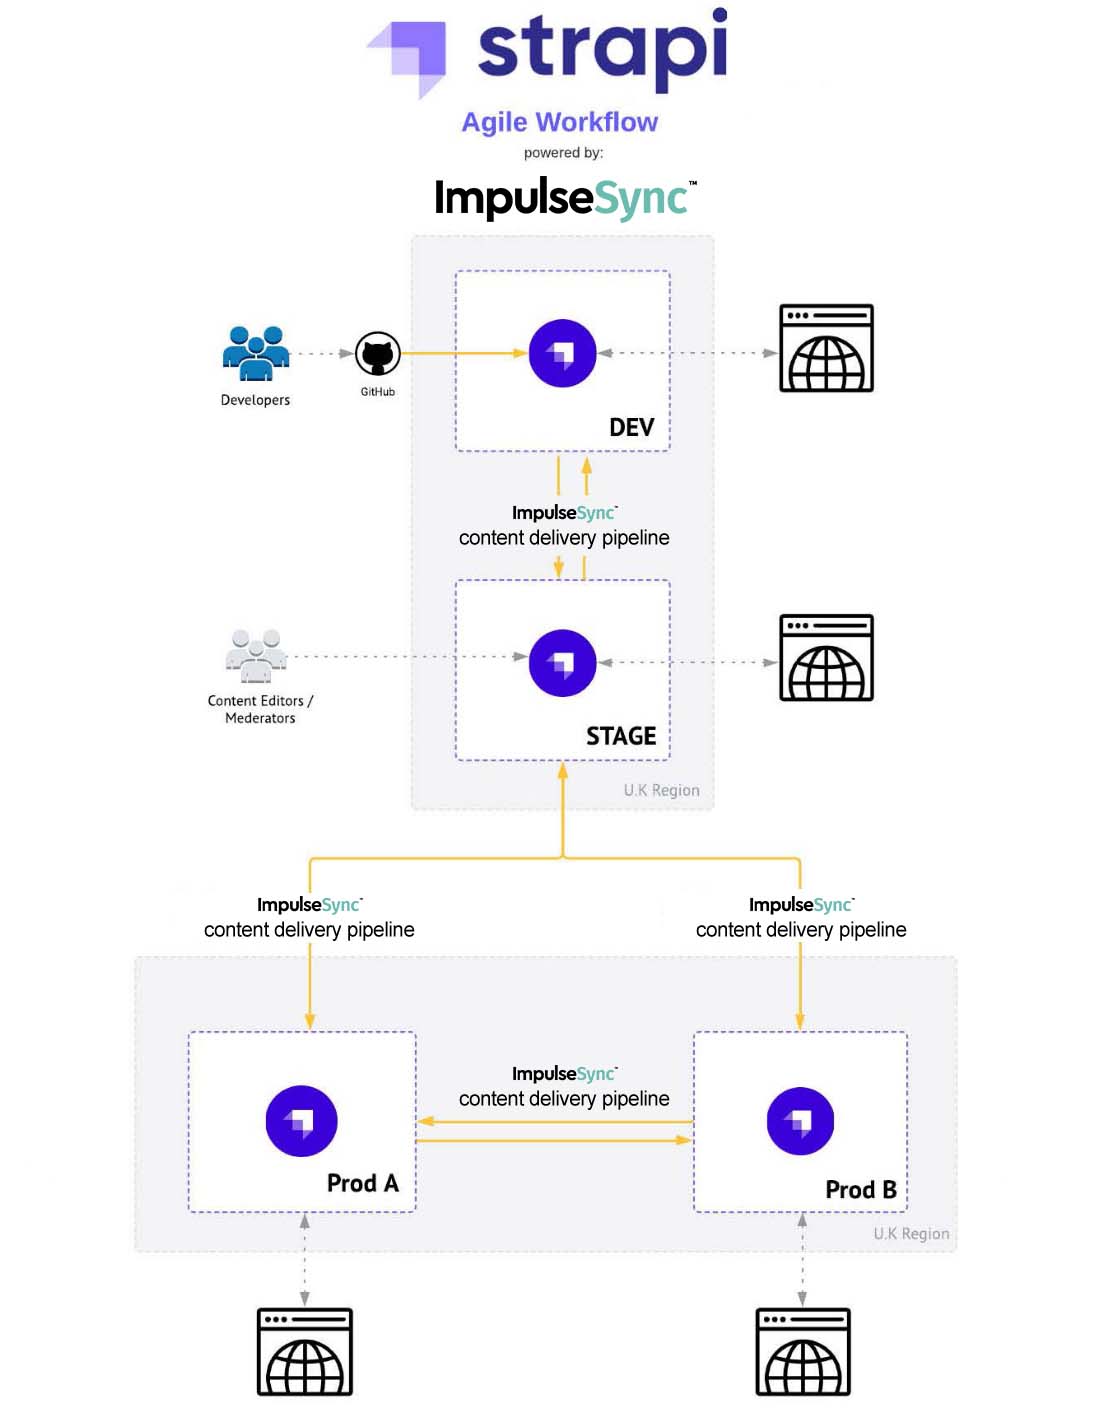 strapi
Agile Workflow
powered by:
ImpulseSync™
Developers
GitHub
DEV
ImpulseSync™
content delivery pipeline
Content Editors /
Mederators
STAGE
U.K Region
ImpulseSync™
content delivery pipeline
ImpulseSync™
content delivery pipeline
ImpulseSync™
content delivery pipeline
Prod A
Prod B
U.K Region